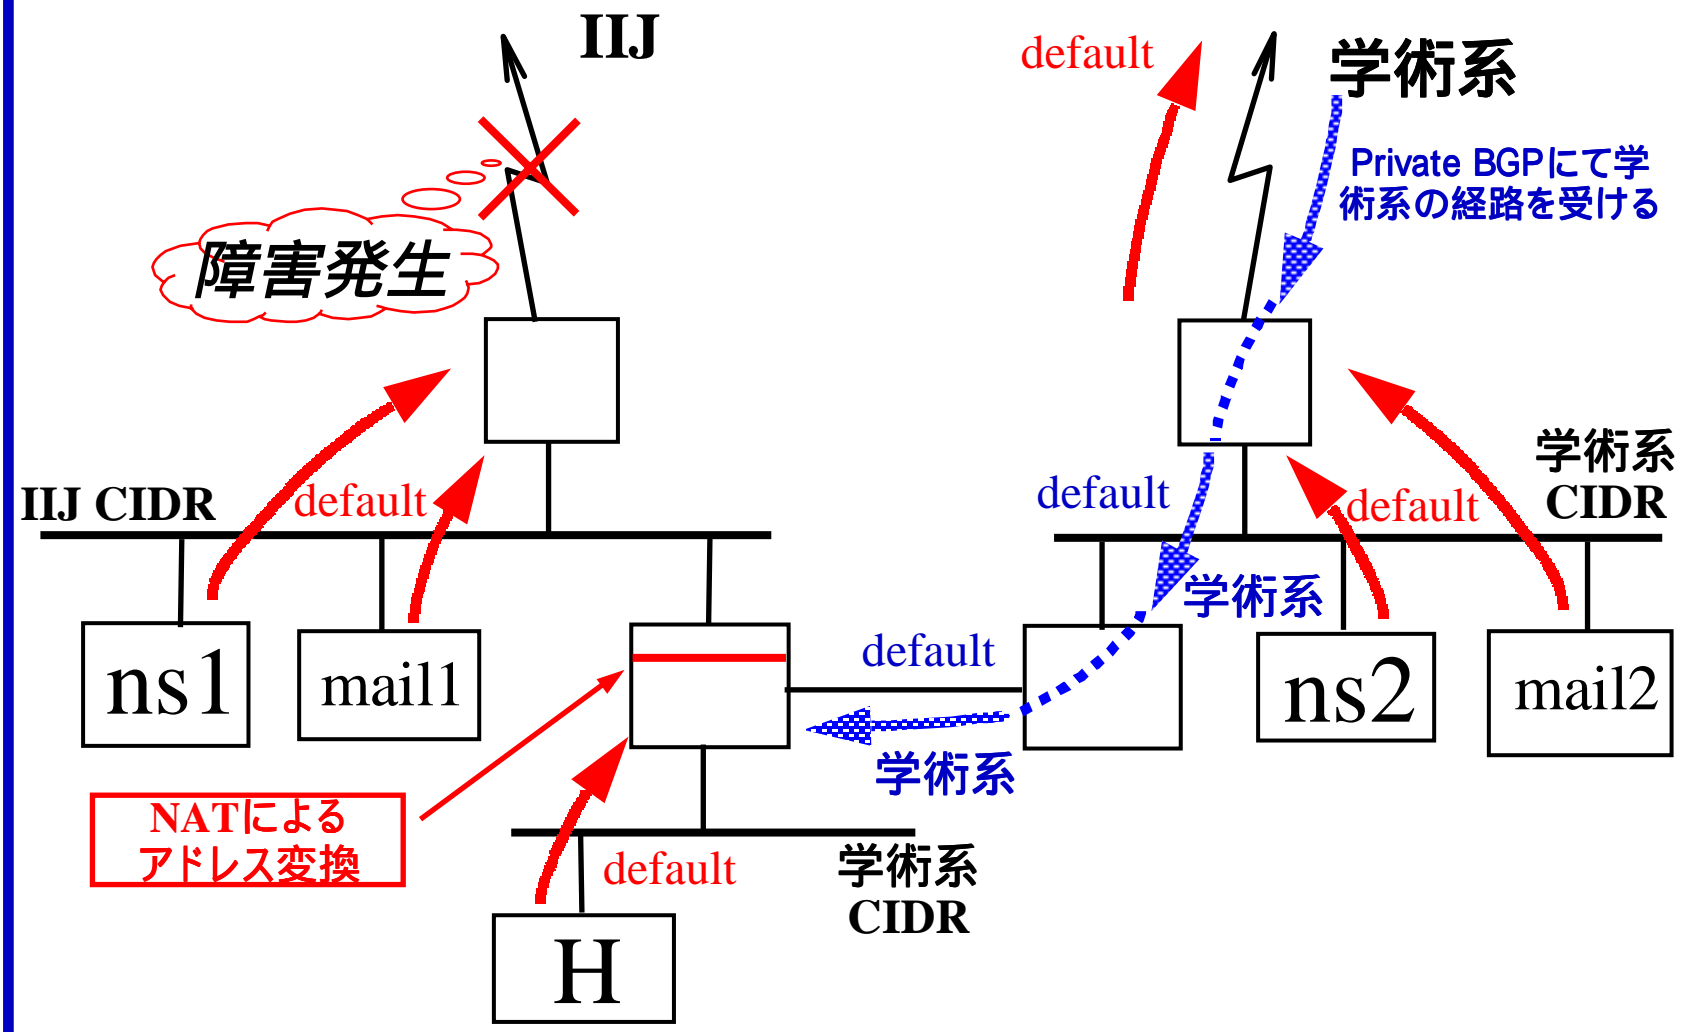 IIJ
default
学術系
Private BGPにて学
術系の経路を受ける
障害発生
IIJ CIDR
default
default
default
学術系
CIDR
学術系
ns1
mail1
default
ns2
mail2
学術系
NATによる
アドレス変換
default
学術系
CIDR
H